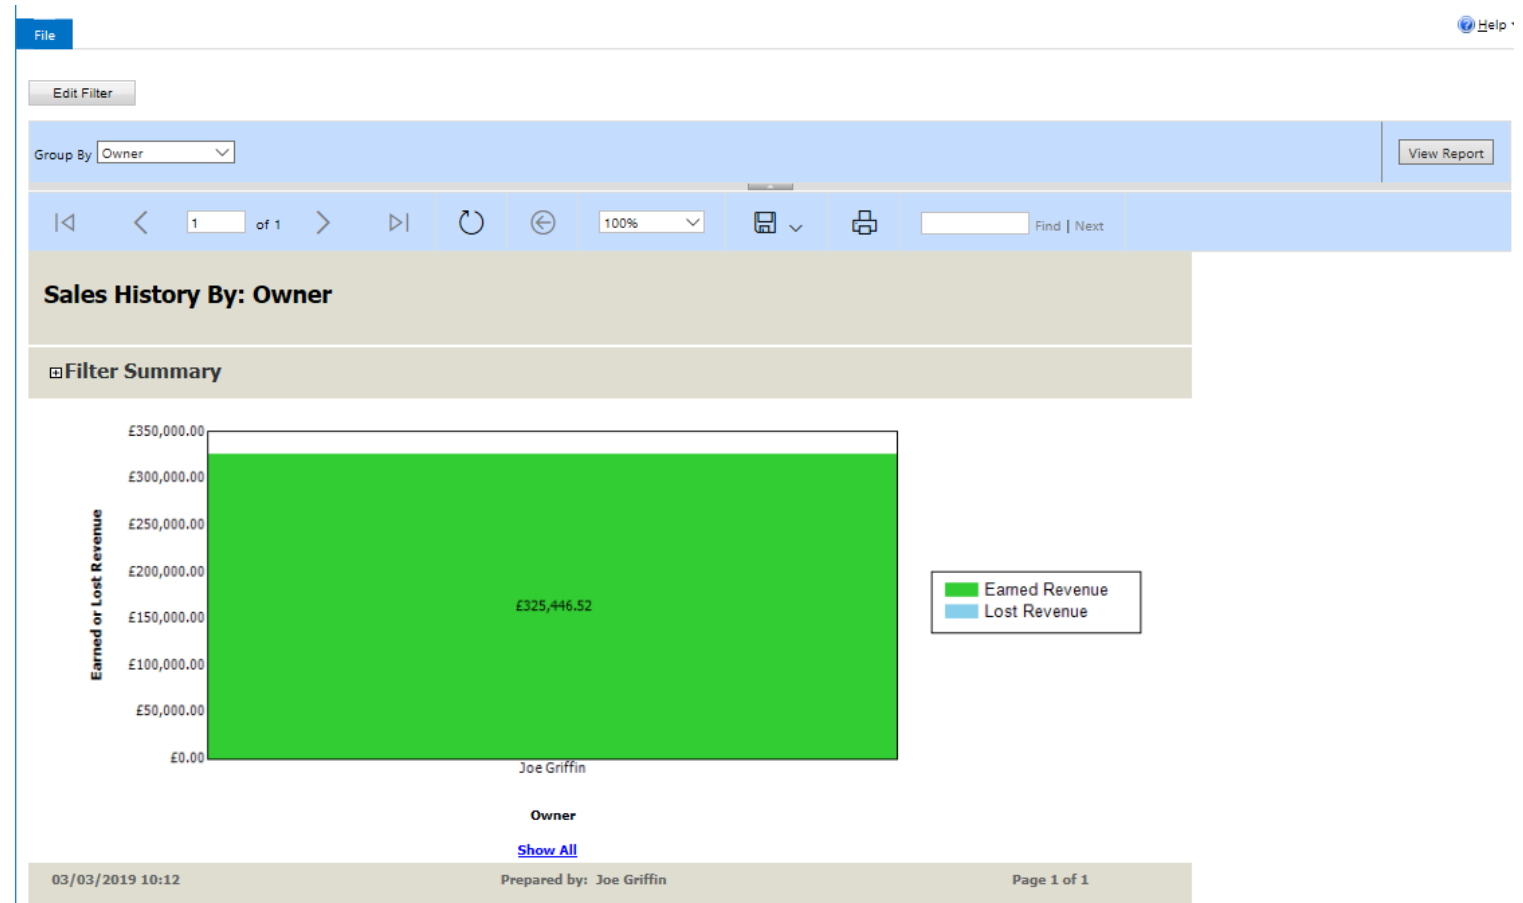 File
Help
Edit Filter
Group By Owner
View Report
1 of 1 100% Find | Next
Sales History By: Owner
Filter Summary
£350,000.00
£300,000.00
£250,000.00
£200,000.00
£150,000.00
£100,000.00
£50,000.00
£0.00
Earned or Lost Revenue
£325,446.52
Earned Revenue
Lost Revenue
Joe Griffin
Owner
Show All
03/03/2019 10:12 Prepared by: Joe Griffin Page 1 of 1